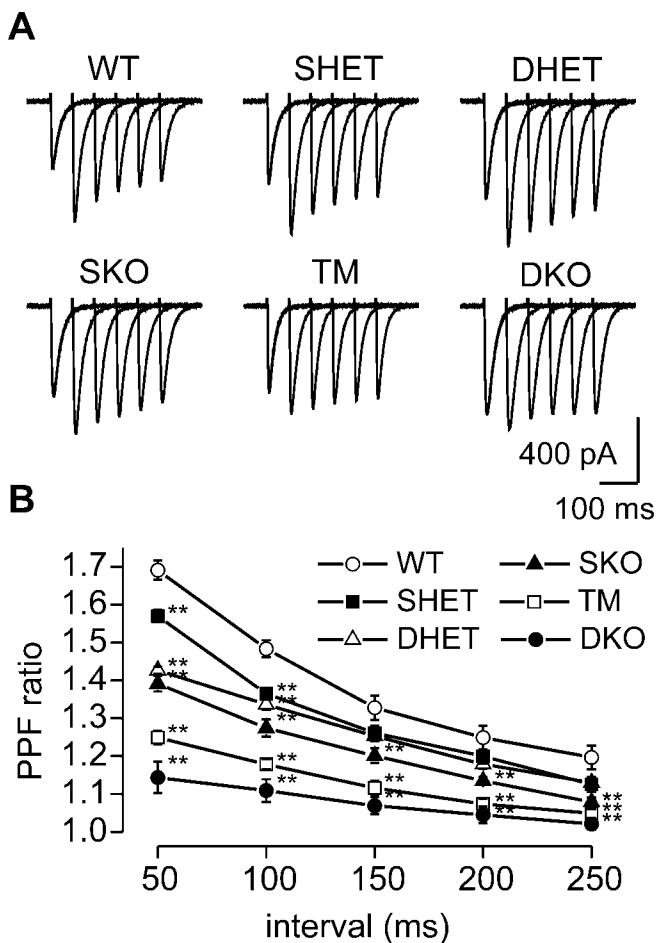 A
WT SHET DHET
SKO TM DKO
400 pA
100 ms
B
WT SKO
SHET TM
DHET DKO
PPF ratio
1.7
1.6
1.5
1.4
1.3
1.2
1.1
1.0
**
** ** 
** ** **
** **
** ** **
** ** **
** ** **
50 100 150 200 250
interval (ms)